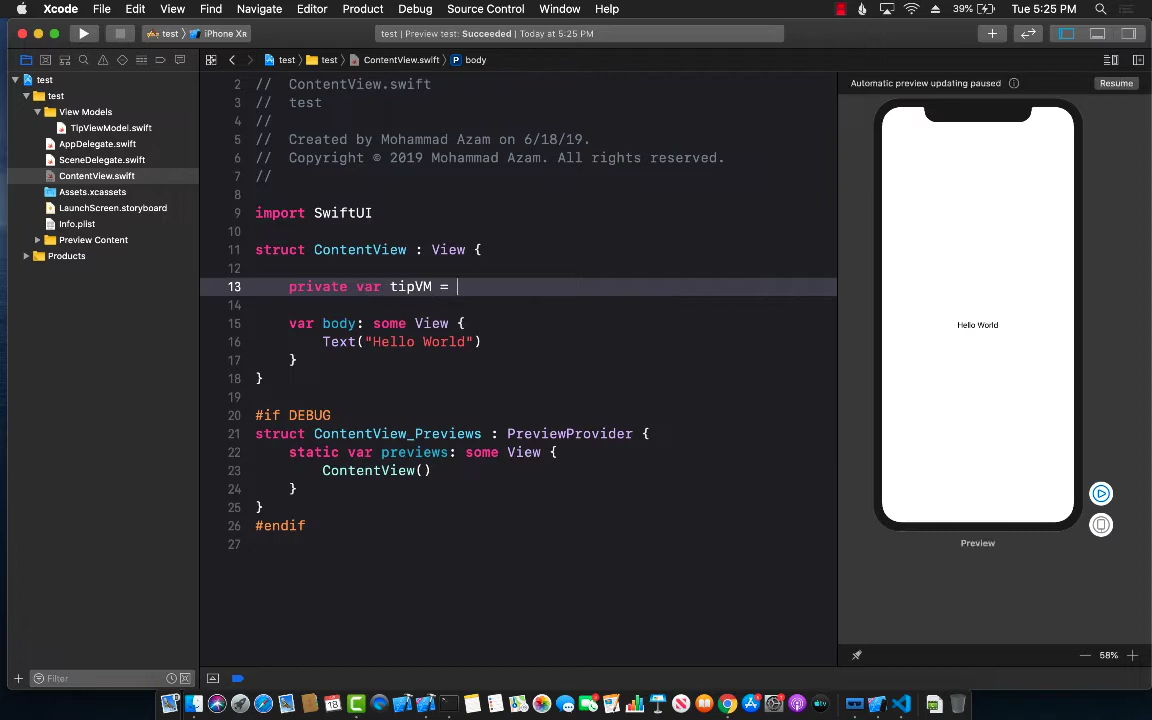 Xcode File Edit View Find Navigate Editor Product Debug Source Control Window Help 39% Tue 5:25 PM
test iPhone XR test | Preview test: Succeeded | Today at 5:25 PM
test test ContentView.swift P body
test
test
View Models
TipViewModel.swift
AppDelegate.swift
SceneDelegate.swift
ContentView.swift
Assets.xcassets
LaunchScreen.storyboard
Info.plist
Preview Content
Products
Filter
2 // ContentView.swift
3 // test
4 //
5 // Created by Mohammad Azam on 6/18/19.
6 // Copyright © 2019 Mohammad Azam. All rights reserved.
7 //
8
9 import SwiftUI
10
11 struct ContentView : View {
12
13 private var tipVM =
14
15 var body: some View {
16 Text("Hello World")
17 }
18 }
19
20 #if DEBUG
21 struct ContentView_Previews : PreviewProvider {
22 static var previews: some View {
23 ContentView()
24 }
25 }
26 #endif
27
Automatic preview updating paused Resume
Hello World
Preview
58%